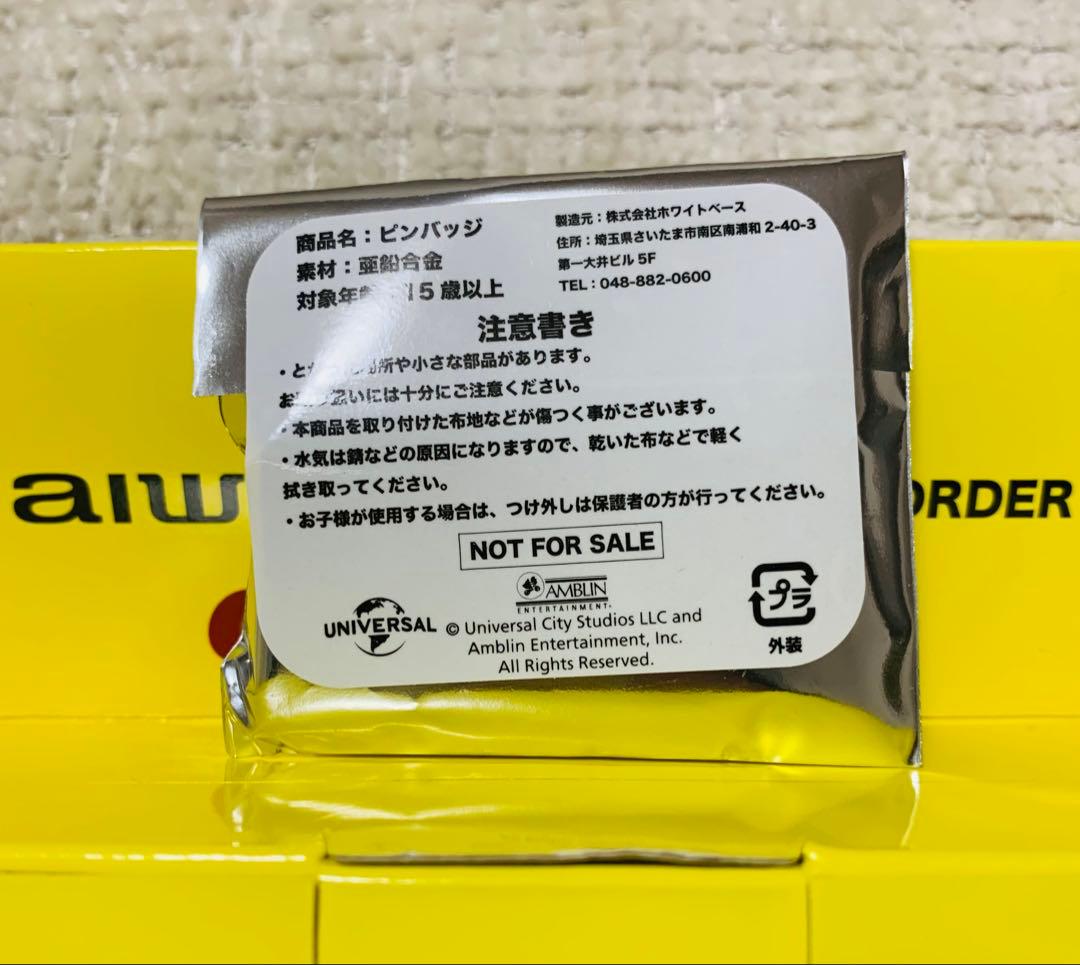 商品名：ピンバッジ
素材：亜鉛合金
対象年 15歳以上
製造元：株式会社ホワイトベース
住所：埼玉県さいたま市南区南浦和2-40-3
第一大井ビル5F
TEL：048-882-0600
注意書き
・と 所や小さな部品があります。
お 扱いには十分にご注意ください。
・本商品を取り付けた布地などが傷つく事がございます。
・水気は錆などの原因になりますので、乾いた布などで軽く
拭き取ってください。
・お子様が使用する場合は、つけ外しは保護者の方が行ってください。
NOT FOR SALE
AMBLIN
ENTERTAINMENT
UNIVERSAL
© Universal City Studios LLC and
Amblin Entertainment, Inc.
All Rights Reserved.
プラ
外装
aiw
ORDER